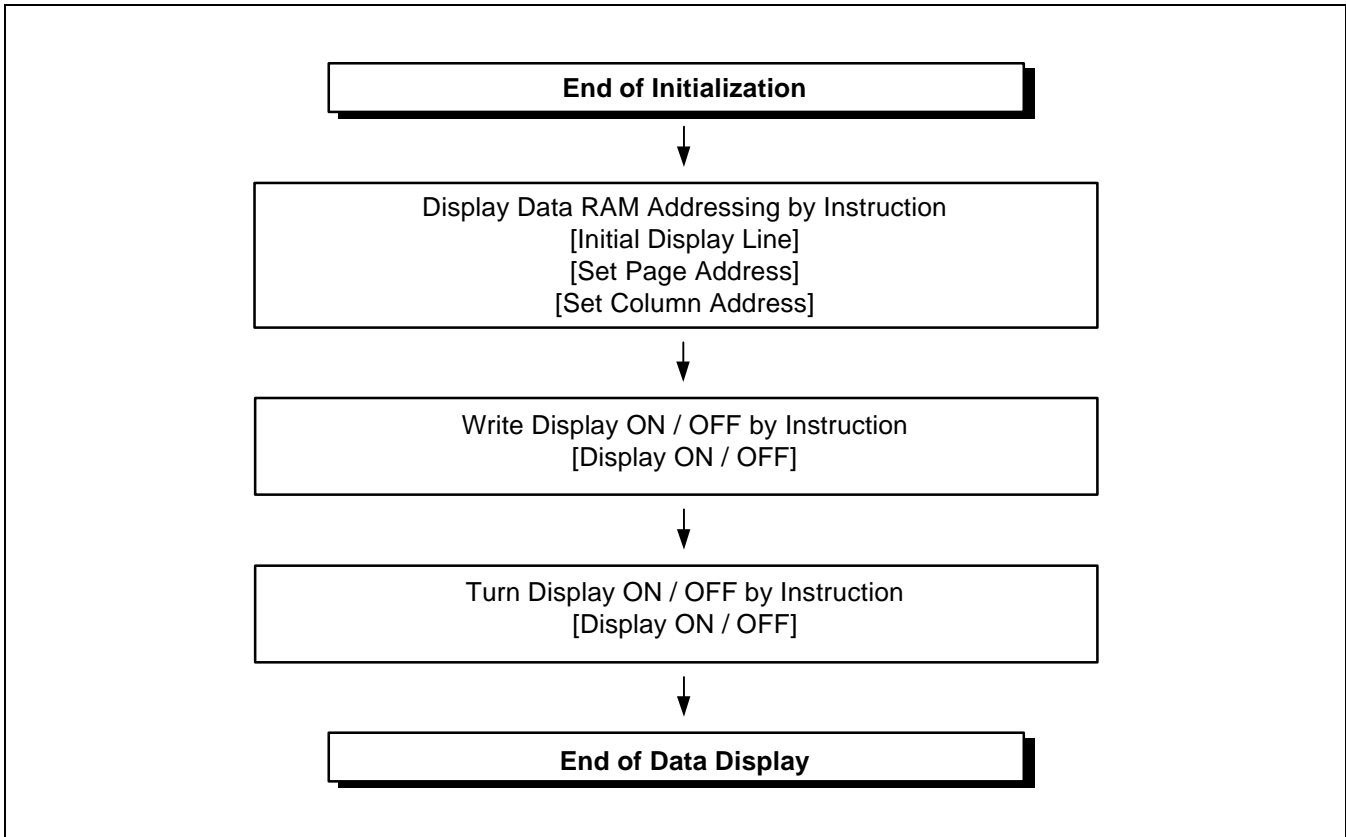 End of Initialization
Display Data RAM Addressing by Instruction
[Initial Display Line]
[Set Page Address]
[Set Column Address]
Write Display ON / OFF by Instruction
[Display ON / OFF]
Turn Display ON / OFF by Instruction
[Display ON / OFF]
End of Data Display